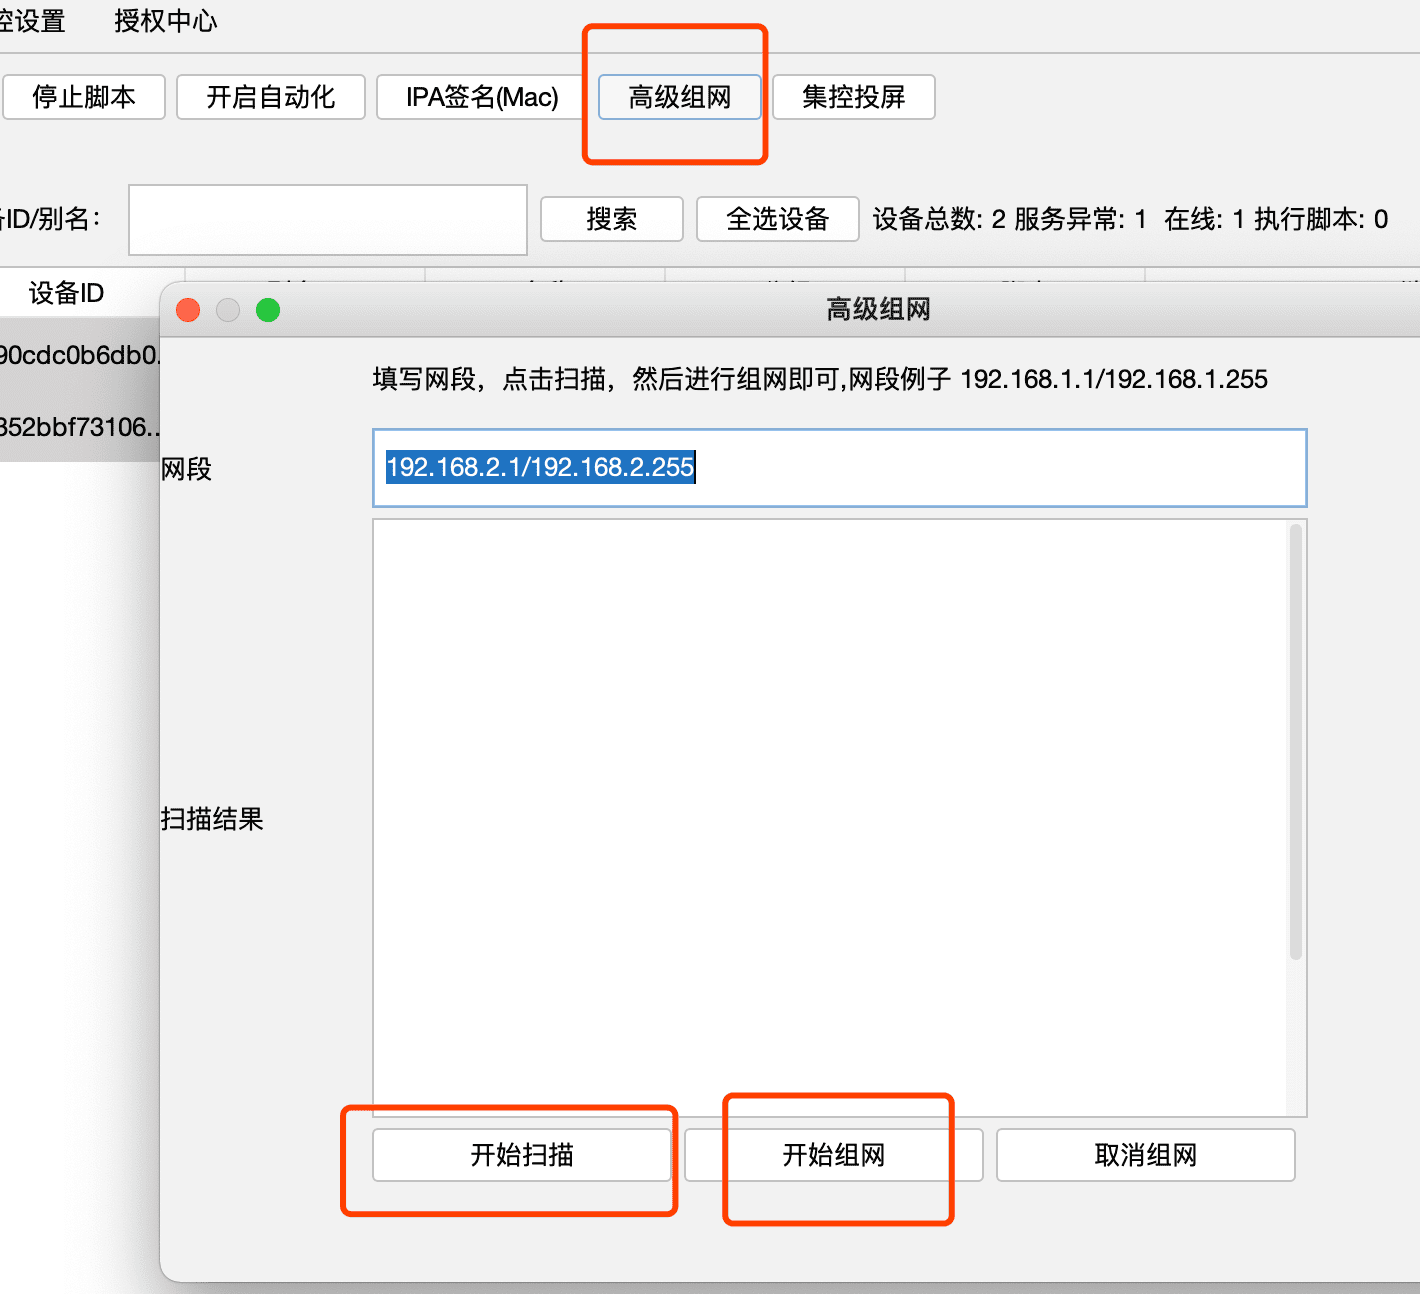 控设置 授权中心
停止脚本 开启自动化 IPA签名(Mac) 高级组网 集控投屏
备ID/别名： 搜索 全选设备 设备总数: 2 服务异常: 1 在线: 1 执行脚本: 0
设备ID
高级组网
90cdc0b6db0.
填写网段，点击扫描，然后进行组网即可,网段例子 192.168.1.1/192.168.1.255
352bbf73106..
网段 192.168.2.1/192.168.2.255
扫描结果
开始扫描 开始组网 取消组网